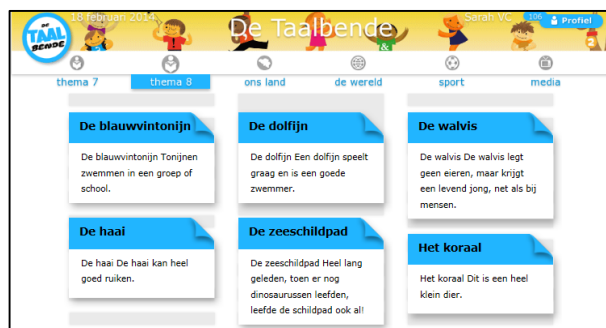 18 februari 2014
De Taalbende
Sarah VC
106
Profiel
DE
TAAL
BENDE
&
2
thema 7
thema 8
ons land
de wereld
sport
media
De blauwvintonijn
De blauwvintonijn Tonijnen
zwemmen in een groep of
school.
De dolfijn
De dolfijn Een dolfijn speelt
graag en is een goede
zwemmer.
De walvis
De walvis De walvis legt
geen eieren, maar krijgt
een levend jong, net als bij
mensen.
De haai
De haai De haai kan heel
goed ruiken.
De zeeschildpad
De zeeschildpad Heel lang
geleden, toen er nog
dinosaurussen leefden,
leefde de schildpad ook al!
Het koraal
Het koraal Dit is een heel
klein dier.